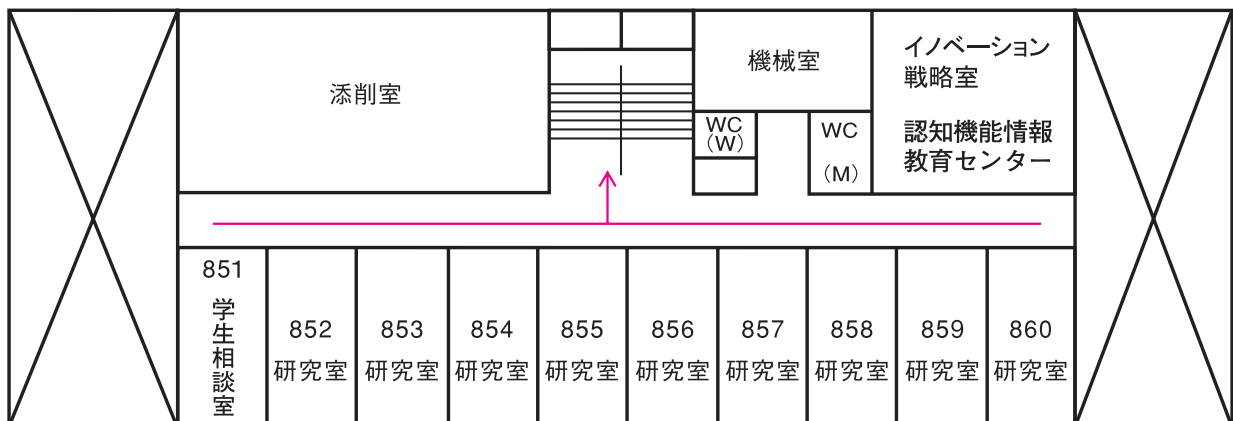 添削室
機械室
イノベーション
戦略室
認知機能情報
教育センター
WC
(W)
WC
(M)
851
学生相談室
852
研究室
853
研究室
854
研究室
855
研究室
856
研究室
857
研究室
858
研究室
859
研究室
860
研究室